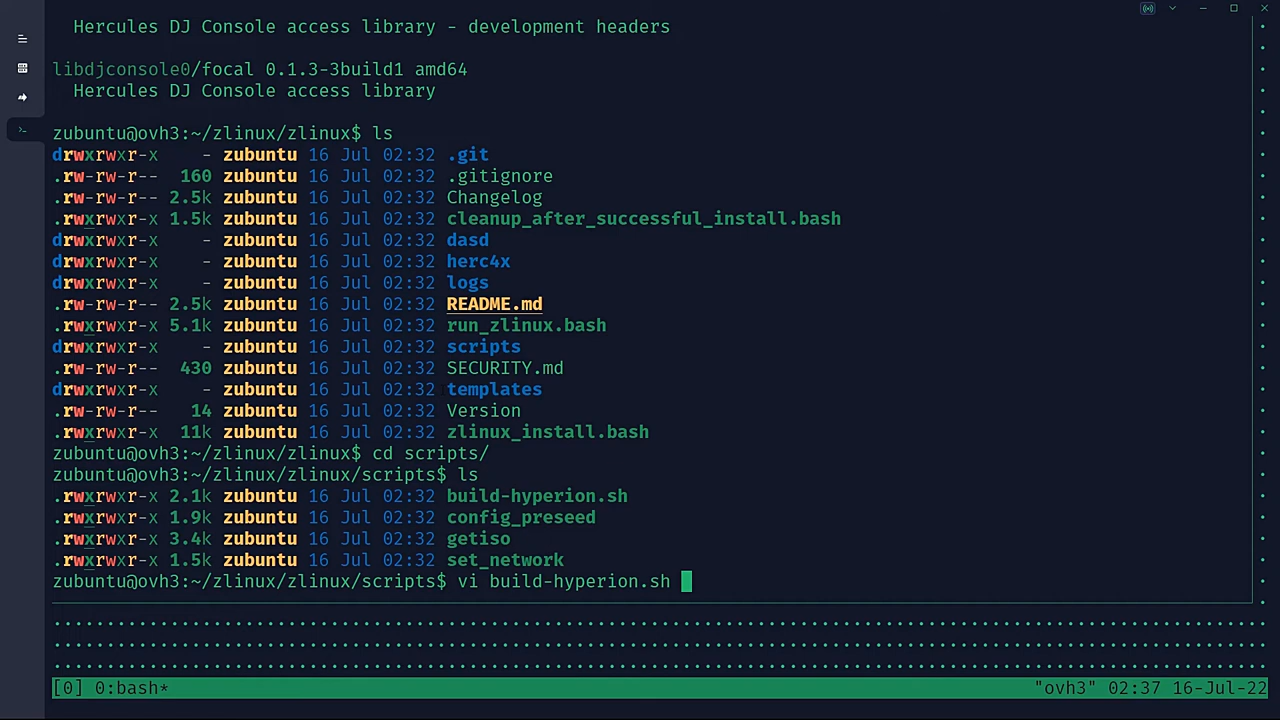 Hercules DJ Console access library - development headers
libdjconsole0/focal 0.1.3-3build1 amd64
Hercules DJ Console access library
zubuntu@ovh3:~/zlinux/zlinux$ ls
drwxrwxr-x - zubuntu 16 Jul 02:32 .git
.rw-rw-r-- 160 zubuntu 16 Jul 02:32 .gitignore
.rw-rw-r-- 2.5k zubuntu 16 Jul 02:32 Changelog
.rwxrwxr-x 1.5k zubuntu 16 Jul 02:32 cleanup_after_successful_install.bash
drwxrwxr-x - zubuntu 16 Jul 02:32 dasd
drwxrwxr-x - zubuntu 16 Jul 02:32 herc4x
drwxrwxr-x - zubuntu 16 Jul 02:32 logs
.rw-rw-r-- 2.5k zubuntu 16 Jul 02:32 README.md
.rwxrwxr-x 5.1k zubuntu 16 Jul 02:32 run_zlinux.bash
drwxrwxr-x - zubuntu 16 Jul 02:32 scripts
.rw-rw-r-- 430 zubuntu 16 Jul 02:32 SECURITY.md
drwxrwxr-x - zubuntu 16 Jul 02:32 templates
.rw-rw-r-- 14 zubuntu 16 Jul 02:32 Version
.rwxrwxr-x 11k zubuntu 16 Jul 02:32 zlinux_install.bash
zubuntu@ovh3:~/zlinux/zlinux$ cd scripts/
zubuntu@ovh3:~/zlinux/zlinux/scripts$ ls
.rwxrwxr-x 2.1k zubuntu 16 Jul 02:32 build-hyperion.sh
.rwxrwxr-x 1.9k zubuntu 16 Jul 02:32 config_preseed
.rwxrwxr-x 3.4k zubuntu 16 Jul 02:32 getiso
.rwxrwxr-x 1.5k zubuntu 16 Jul 02:32 set_network
zubuntu@ovh3:~/zlinux/zlinux/scripts$ vi build-hyperion.sh
[0] 0:bash* "ovh3" 02:37 16-Jul-22